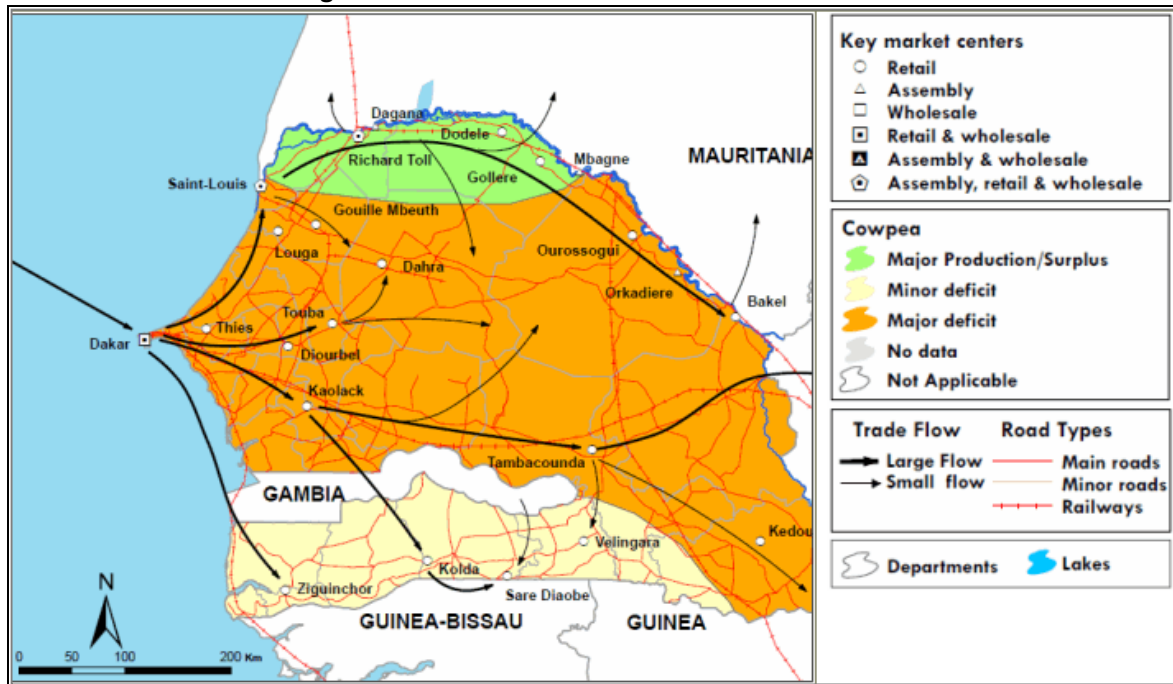 Dagana
Dodele
Mbagne
MAURITANIA
Richard Toll
Gollere
Saint-Louis
Gouille Mbeuth
Louga
Ourossogui
Dahra
Orkadiere
Bakel
Touba
Thies
Dakar
Diourbel
Kaolack
Tambacounda
GAMBIA
Velingara
Kedou
Kolda
Ziguinchor
Sare Diaobe
GUINEA-BISSAU
GUINEA
N
0 50 100 200 Km
Key market centers
Retail
Assembly
Wholesale
Retail & wholesale
Assembly & wholesale
Assembly, retail & wholesale
Cowpea
Major Production/Surplus
Minor deficit
Major deficit
No data
Not Applicable
Trade Flow Road Types
Large Flow Main roads
Small flow Minor roads
Railways
Departments Lakes